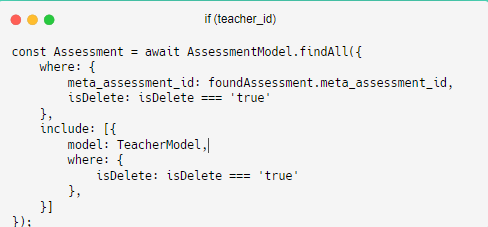 if (teacher_id)
const Assessment = await AssessmentModel.findAll({
    where: {
        meta_assessment_id: foundAssessment.meta_assessment_id,
        isDelete: isDelete === 'true'
    },
    include: [{
        model: TeacherModel,
        where: {
            isDelete: isDelete === 'true'
        },
    }]
});